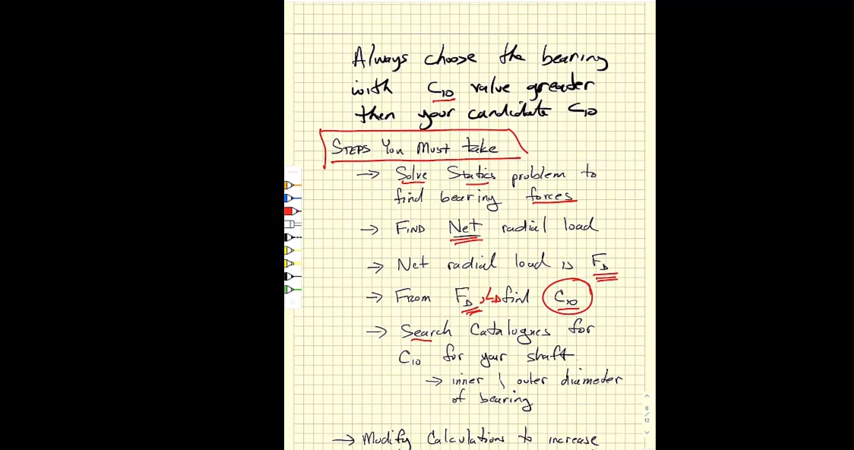 Always choose the bearing
with C10 value greater
then your candidate C10
STEPS You Must take
→ Solve Statics problem to
find bearing forces
→ FIND Net radial load
→ Net radial load is FD
→ From FD, LD find C10
→ Search Catalogues for
C10 for your shaft
→ inner \ outer diameter
of bearing
→ Modify Calculations to increase